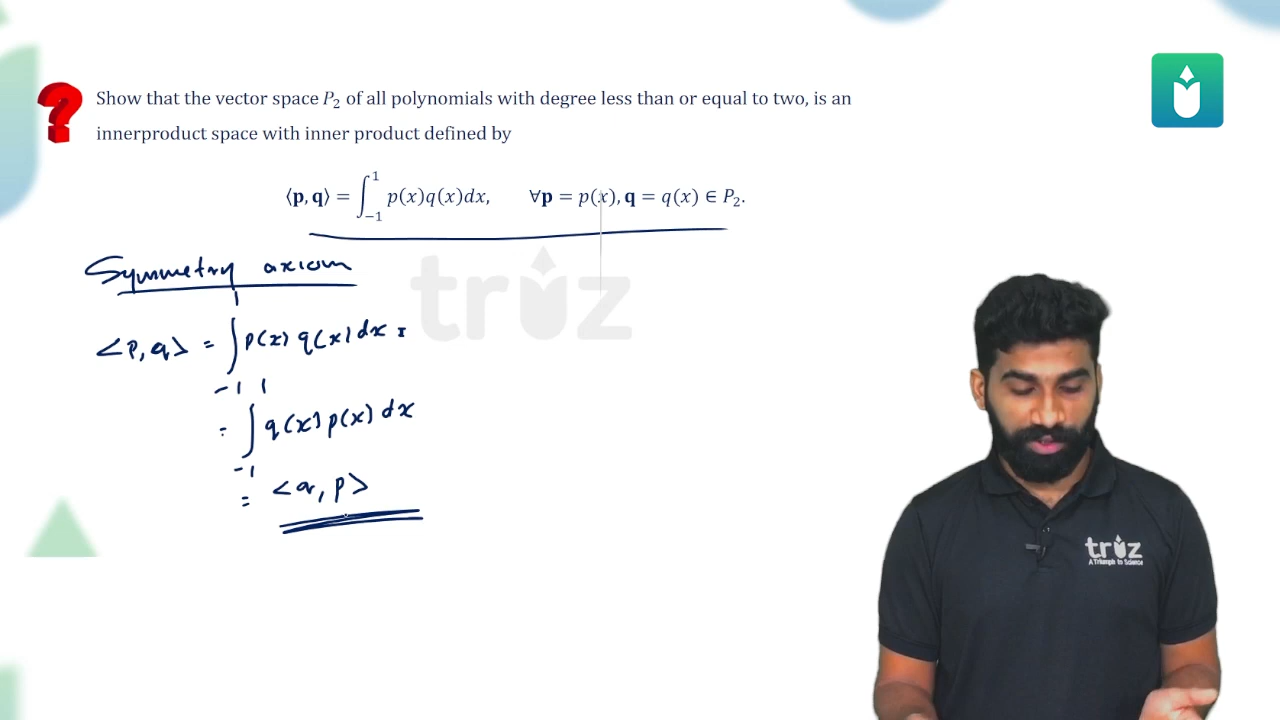 Show that the vector space P₂ of all polynomials with degree less than or equal to two, is an
innerproduct space with inner product defined by
⟨p, q⟩ = ∫₋₁¹ p(x)q(x)dx, ∀p = p(x), q = q(x) ∈ P₂.
Symmetry axiom
<p, q> = ∫₋₁¹ p(x) q(x) dx
= ∫₋₁¹ q(x) p(x) dx
= <q, p>
truz
truz
A Triumph to Science